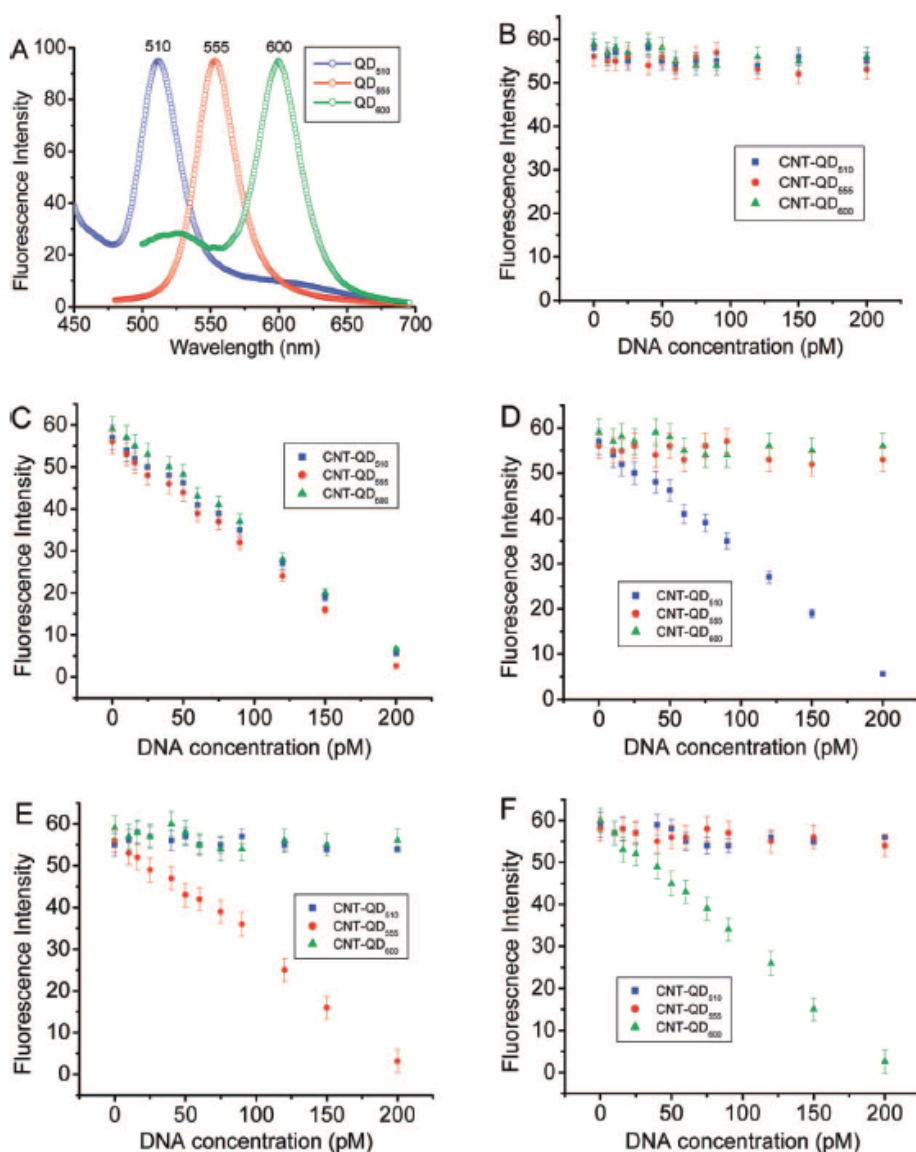 A
510 555 600
QD510
QD555
QD600
Fluorescence Intensity
100
80
60
40
20
0
450 500 550 600 650 700
Wavelength (nm)
B
Fluorescence Intensity
60
50
40
30
20
10
0
CNT-QD510
CNT-QD555
CNT-QD600
0 50 100 150 200
DNA concentration (pM)
C
Fluorescence Intensity
60
50
40
30
20
10
0
CNT-QD510
CNT-QD555
CNT-QD600
0 50 100 150 200
DNA concentration (pM)
D
Fluorescence Intensity
60
50
40
30
20
10
0
CNT-QD510
CNT-QD555
CNT-QD600
0 50 100 150 200
DNA concentration (pM)
E
Fluorescence Intensity
60
50
40
30
20
10
0
CNT-QD510
CNT-QD555
CNT-QD600
0 50 100 150 200
DNA concentration (pM)
F
Fluorescnece Intensity
60
50
40
30
20
10
0
CNT-QD510
CNT-QD555
CNT-QD600
0 50 100 150 200
DNA concentration (pM)